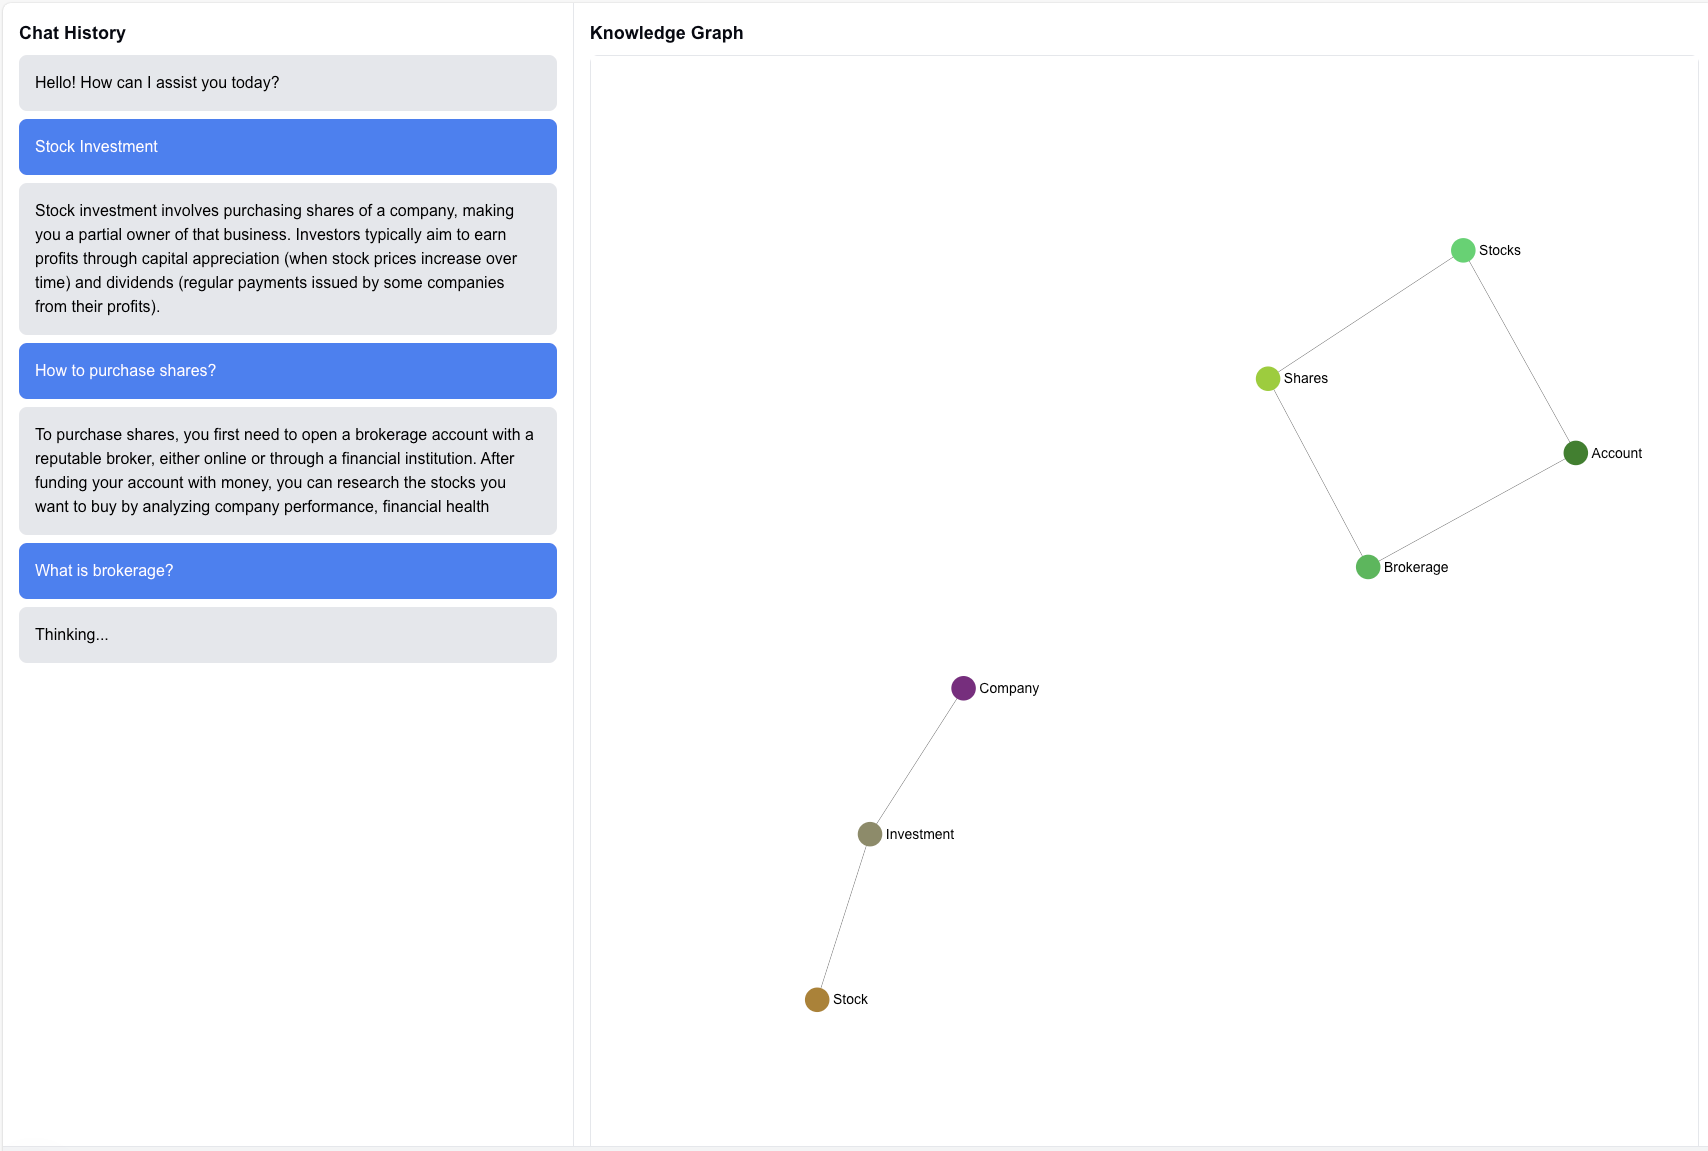 Chat History
Hello! How can I assist you today?
Stock Investment
Stock investment involves purchasing shares of a company, making
you a partial owner of that business. Investors typically aim to earn
profits through capital appreciation (when stock prices increase over
time) and dividends (regular payments issued by some companies
from their profits).
How to purchase shares?
To purchase shares, you first need to open a brokerage account with a
reputable broker, either online or through a financial institution. After
funding your account with money, you can research the stocks you
want to buy by analyzing company performance, financial health
What is brokerage?
Thinking...
Knowledge Graph
Stocks
Shares
Account
Brokerage
Company
Investment
Stock